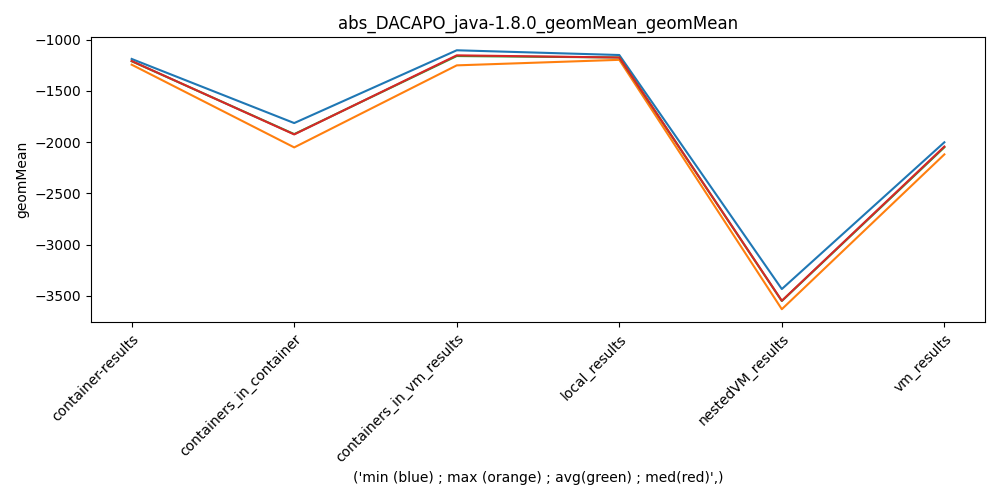 abs_DACAPO_java-1.8.0_geomMean_geomMean
geomMean
−1000
−1500
−2000
−2500
−3000
−3500
container-results
containers_in_container
containers_in_vm_results
local_results
nestedVM_results
vm_results
('min (blue) ; max (orange) ; avg(green) ; med(red)',)